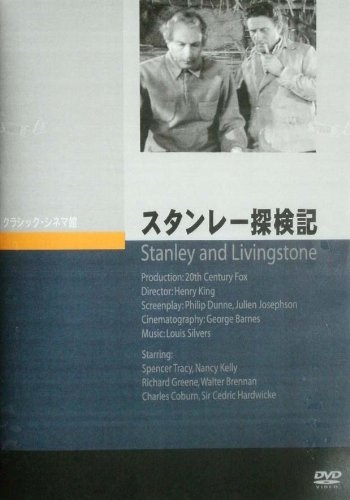 クラシック・シネマ館
スタンレー探検記
Stanley and Livingstone
Production: 20th Century Fox
Director: Henry King
Screenplay: Philip Dunne, Julien Josephson
Cinematography: George Barnes
Music: Louis Silvers
Starring:
Spencer Tracy, Nancy Kelly
Richard Greene, Walter Brennan
Charles Coburn, Sir Cedric Hardwicke
DVD
VIDEO